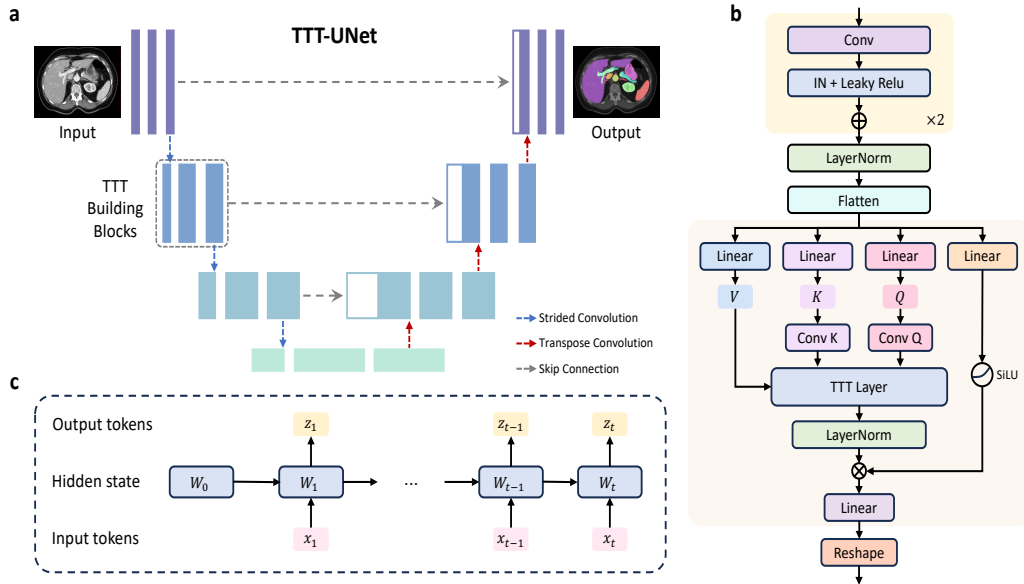 a
TTT-UNet
Input
Output
TTT
Building
Blocks
Strided Convolution
Transpose Convolution
Skip Connection
b
Conv
IN + Leaky Relu
×2
LayerNorm
Flatten
Linear Linear Linear Linear
V K Q
Conv K Conv Q
SiLU
TTT Layer
LayerNorm
Linear
Reshape
c
Output tokens z₁ zₜ₋₁ zₜ
Hidden state W₀ W₁ ... Wₜ₋₁ Wₜ
Input tokens x₁ xₜ₋₁ xₜ